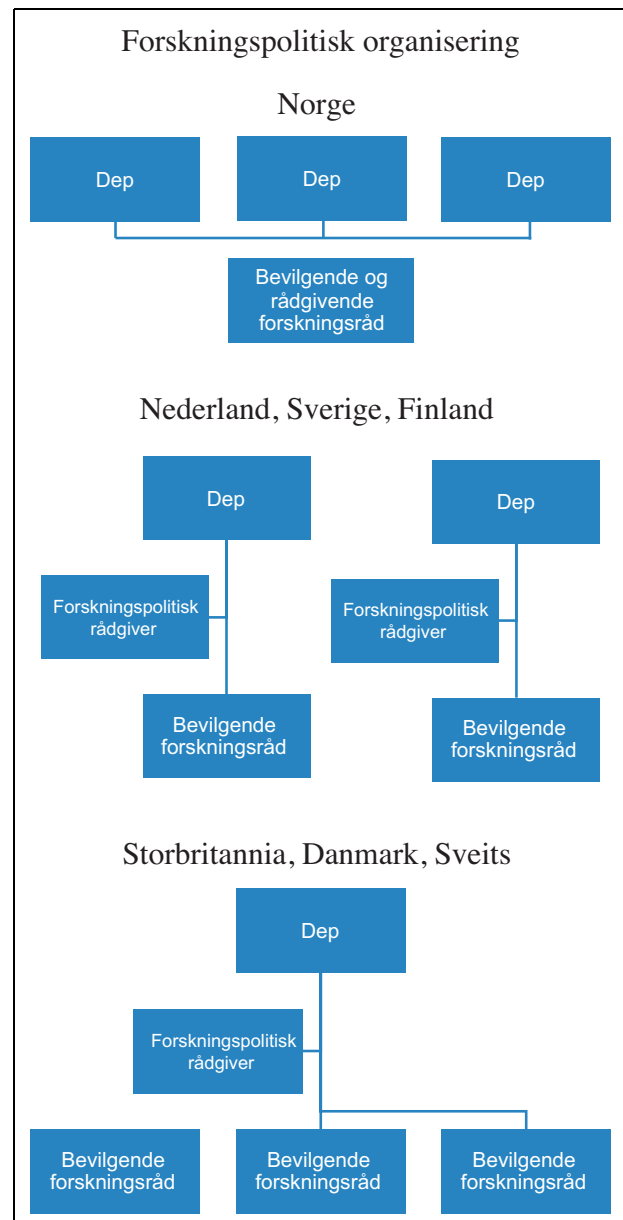 Forskningspolitisk organisering
Norge
Dep
Dep
Dep
Bevilgende og
rådgivende
forskningsråd
Nederland, Sverige, Finland
Dep
Dep
Forskningspolitisk
rådgiver
Forskningspolitisk
rådgiver
Bevilgende
forskningsråd
Bevilgende
forskningsråd
Storbritannia, Danmark, Sveits
Dep
Forskningspolitisk
rådgiver
Bevilgende
forskningsråd
Bevilgende
forskningsråd
Bevilgende
forskningsråd